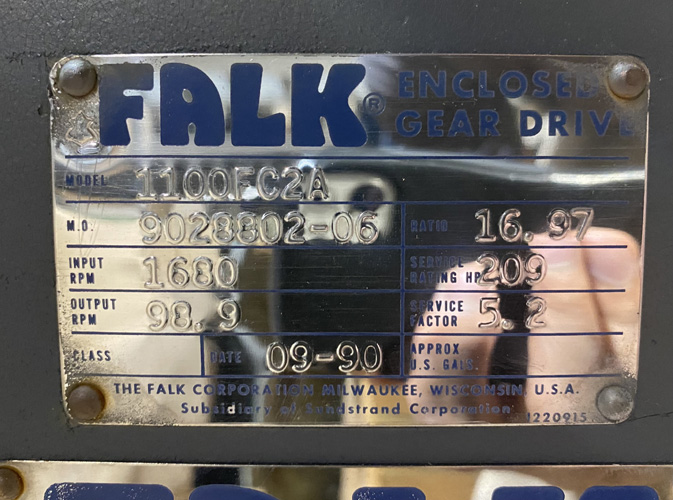 FALK® ENCLOSED
GEAR DRIVE
MODEL 1100FC2A
M.O. 9028802-06 RATIO 16.97
INPUT RPM 1680 SERVICE RATING HP 209
OUTPUT RPM 98.9 SERVICE FACTOR 5.2
CLASS DATE 09-90 APPROX U.S. GALS.
THE FALK CORPORATION MILWAUKEE, WISCONSIN, U.S.A.
Subsidiary of Sundstrand Corporation
1220915